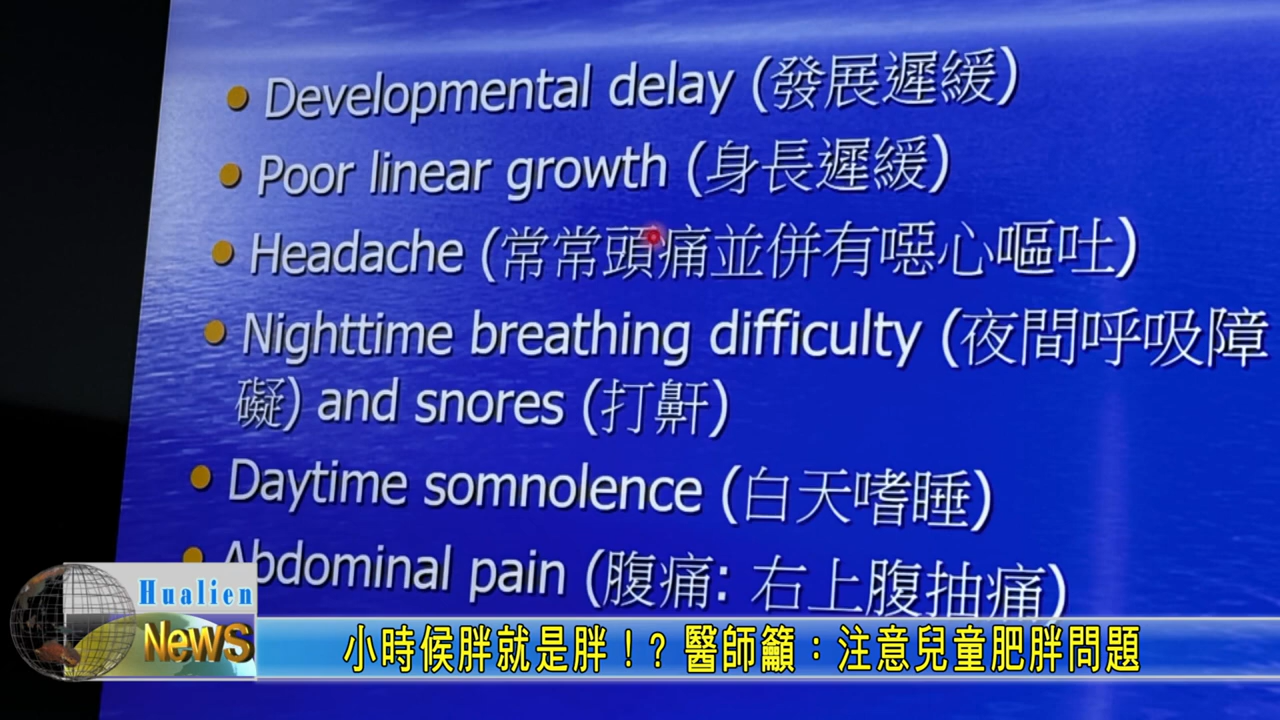 Developmental delay (發展遲緩)
Poor linear growth (身長遲緩)
Headache (常常頭痛並併有噁心嘔吐)
Nighttime breathing difficulty (夜間呼吸障
礙) and snores (打鼾)
Daytime somnolence (白天嗜睡)
Abdominal pain (腹痛: 右上腹抽痛)
Hualien
News
小時候胖就是胖！? 醫師籲：注意兒童肥胖問題